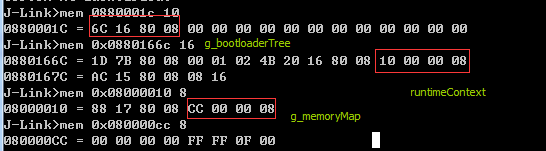 J-Link>mem 0880001c 10
0880001C = 6C 16 80 08 00 00 00 00 00 00 00 00 00 00 00 00
J-Link>mem 0x0880166c 16 g_bootloaderTree
0880166C = 1D 7B 80 08 00 01 02 4B 20 16 80 08 10 00 00 08
0880167C = AC 15 80 08 08 16
runtimeContext
J-Link>mem 0x08000010 8
08000010 = 88 17 80 08 CC 00 00 08
g_memoryMap
J-Link>mem 0x080000cc 8
080000CC = 00 00 00 00 FF FF 0F 00